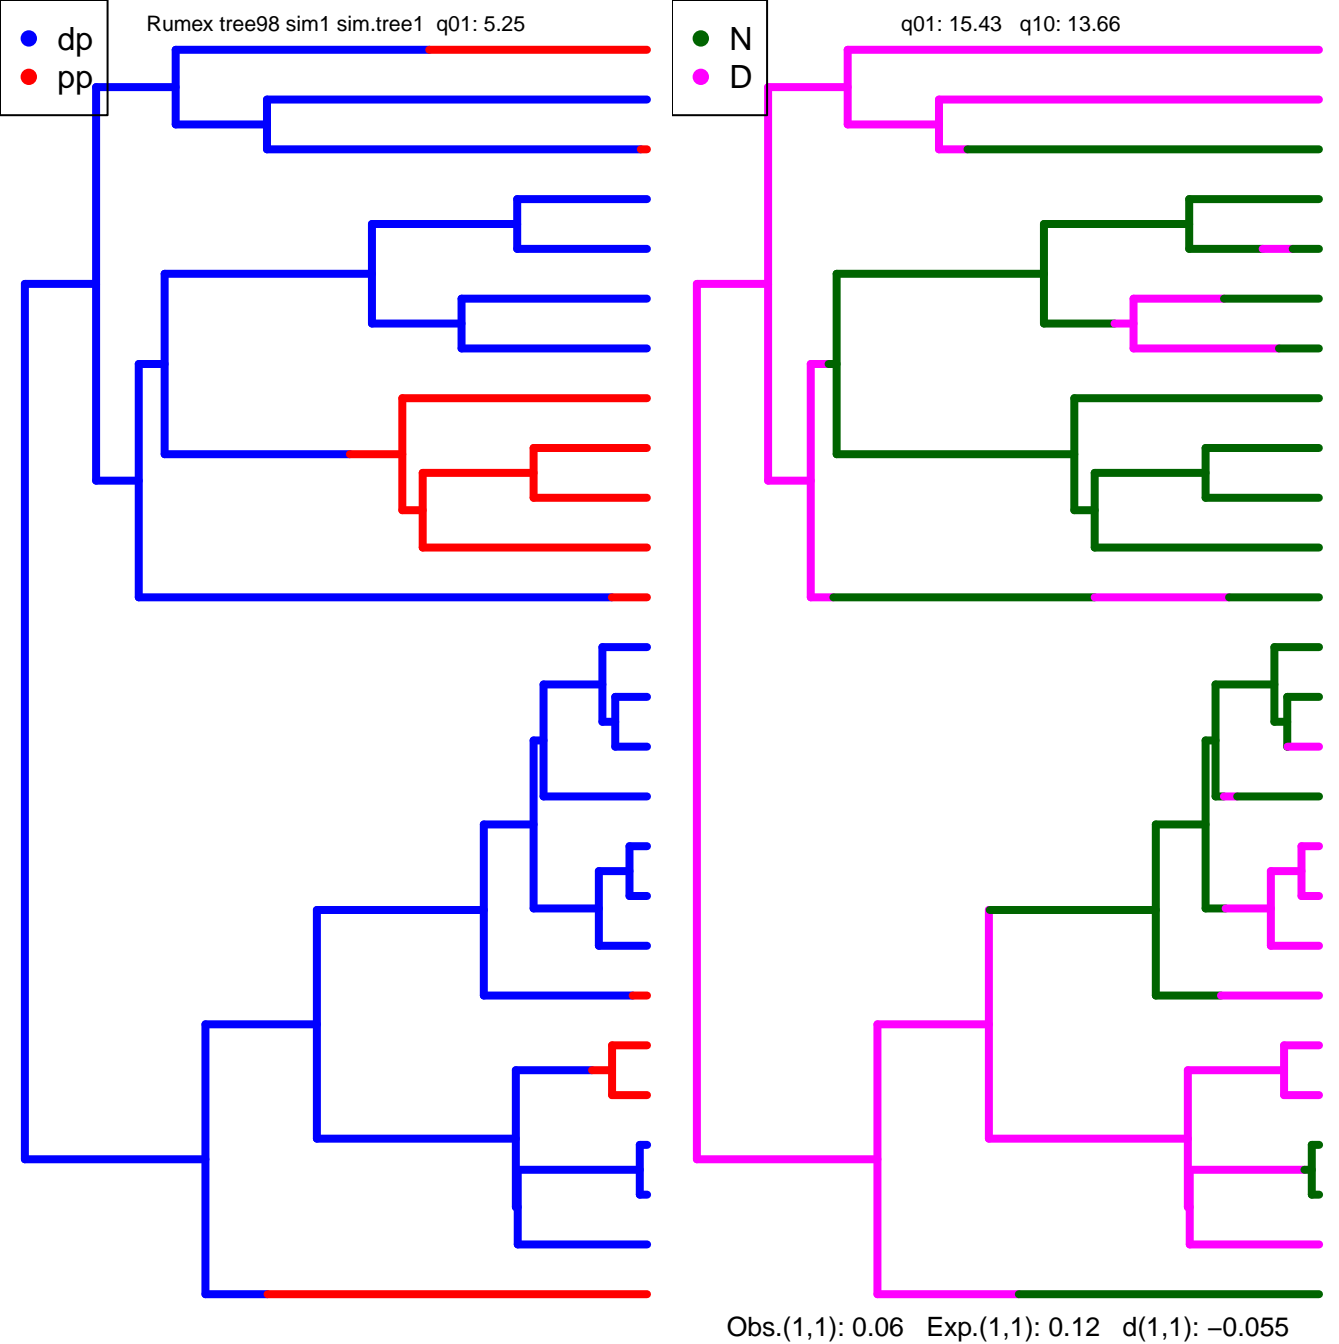 Rumex tree98 sim1 sim.tree1  q01: 5.25
dp
pp
q01: 15.43   q10: 13.66
N
D
Obs.(1,1): 0.06   Exp.(1,1): 0.12   d(1,1): −0.055